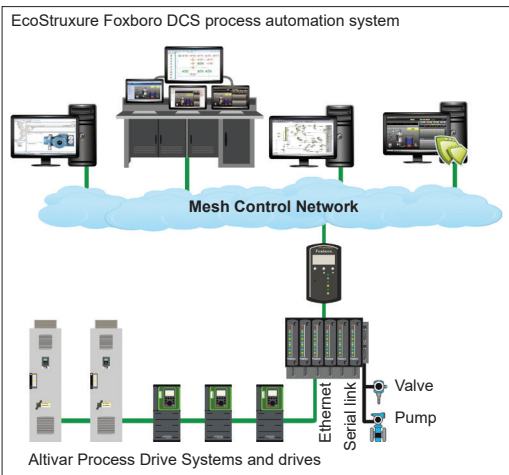 EcoStruxure Foxboro DCS process automation system
Mesh Control Network
Foxboro
Ethernet
Serial link
Valve
Pump
Altivar Process Drive Systems and drives